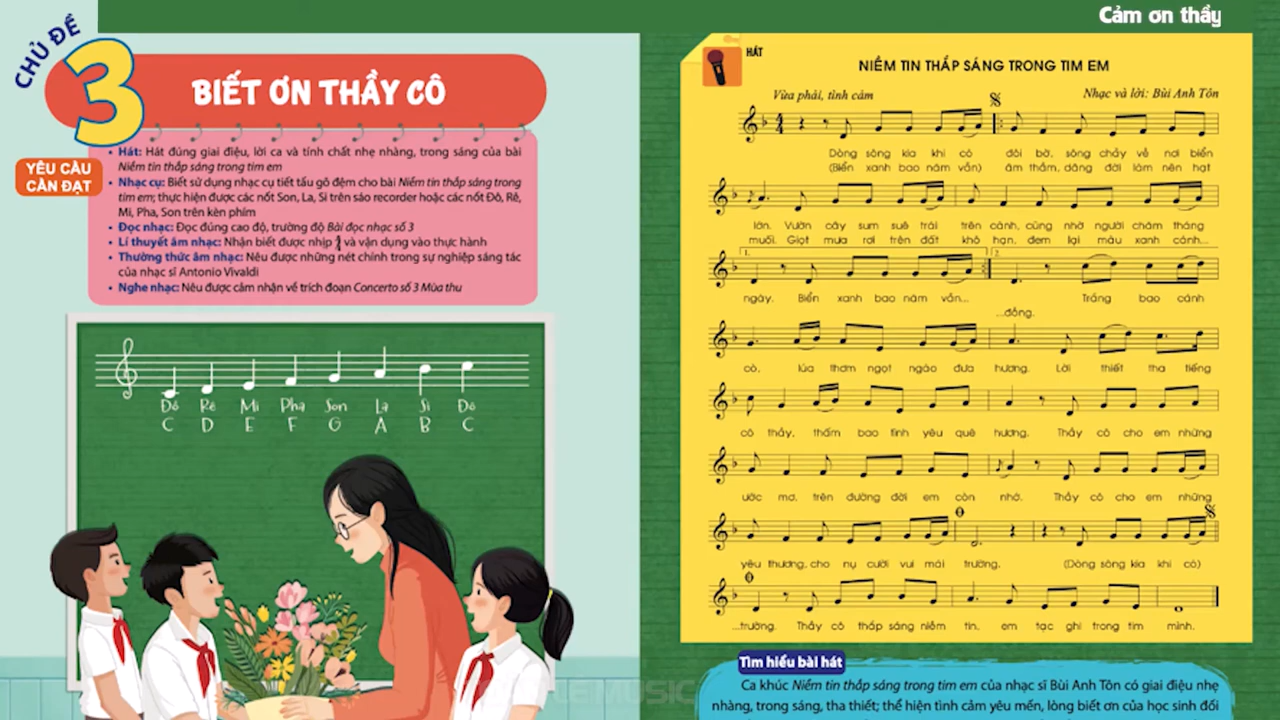 Cảm ơn thầy
CHỦ ĐỀ
3
BIẾT ƠN THẦY CÔ
YÊU CẦU
CẦN ĐẠT
• Hát: Hát đúng giai điệu, lời ca và tính chất nhẹ nhàng, trong sáng của bài
Niềm tin thắp sáng trong tim em
• Nhạc cụ: Biết sử dụng nhạc cụ tiết tấu gõ đệm cho bài Niềm tin thắp sáng trong
tim em; thực hiện được các nốt Son, La, Si trên sáo recorder hoặc các nốt Đô, Rê,
Mi, Pha, Son trên kèn phím
• Đọc nhạc: Đọc đúng cao độ, trường độ Bài đọc nhạc số 3
• Lí thuyết âm nhạc: Nhận biết được nhịp 4/4 và vận dụng vào thực hành
• Thường thức âm nhạc: Nêu được những nét chính trong sự nghiệp sáng tác
của nhạc sĩ Antonio Vivaldi
• Nghe nhạc: Nêu được cảm nhận về trích đoạn Concerto số 3 Mùa thu
Đô Rê Mi Pha Son La Si Đô
C D E F G A B C
HÁT
NIỀM TIN THẮP SÁNG TRONG TIM EM
Vừa phải, tình cảm
Nhạc và lời: Bùi Anh Tôn
Dòng sông kia khi có đôi bờ, sông chảy về nơi biển
(Biển xanh bao năm vẫn) âm thầm, dâng đời làm nên hạt
lớn. Vườn cây sum suê trái trên cành, cũng nhờ người chăm tháng
muối. Giọt mưa rơi trên đất khô hạn, đem lại màu xanh cánh...
1.
2.
ngày. Biển xanh bao năm vẫn... Trắng bao cánh
...đồng.
cò, lúa thơm ngọt ngào đưa hương. Lời thiết tha tiếng
cô thầy, thấm bao tình yêu quê hương. Thầy cô cho em những
ước mơ, trên đường đời em còn nhớ. Thầy cô cho em những
yêu thương, cho nụ cười vui mái trường. (Dòng sông kia khi có)
...trường. Thầy cô thắp sáng niềm tin, em tạc ghi trong tim mình.
Tìm hiểu bài hát
Ca khúc Niềm tin thắp sáng trong tim em của nhạc sĩ Bùi Anh Tôn có giai điệu nhẹ
nhàng, trong sáng, tha thiết; thể hiện tình cảm yêu mến, lòng biết ơn của học sinh đối